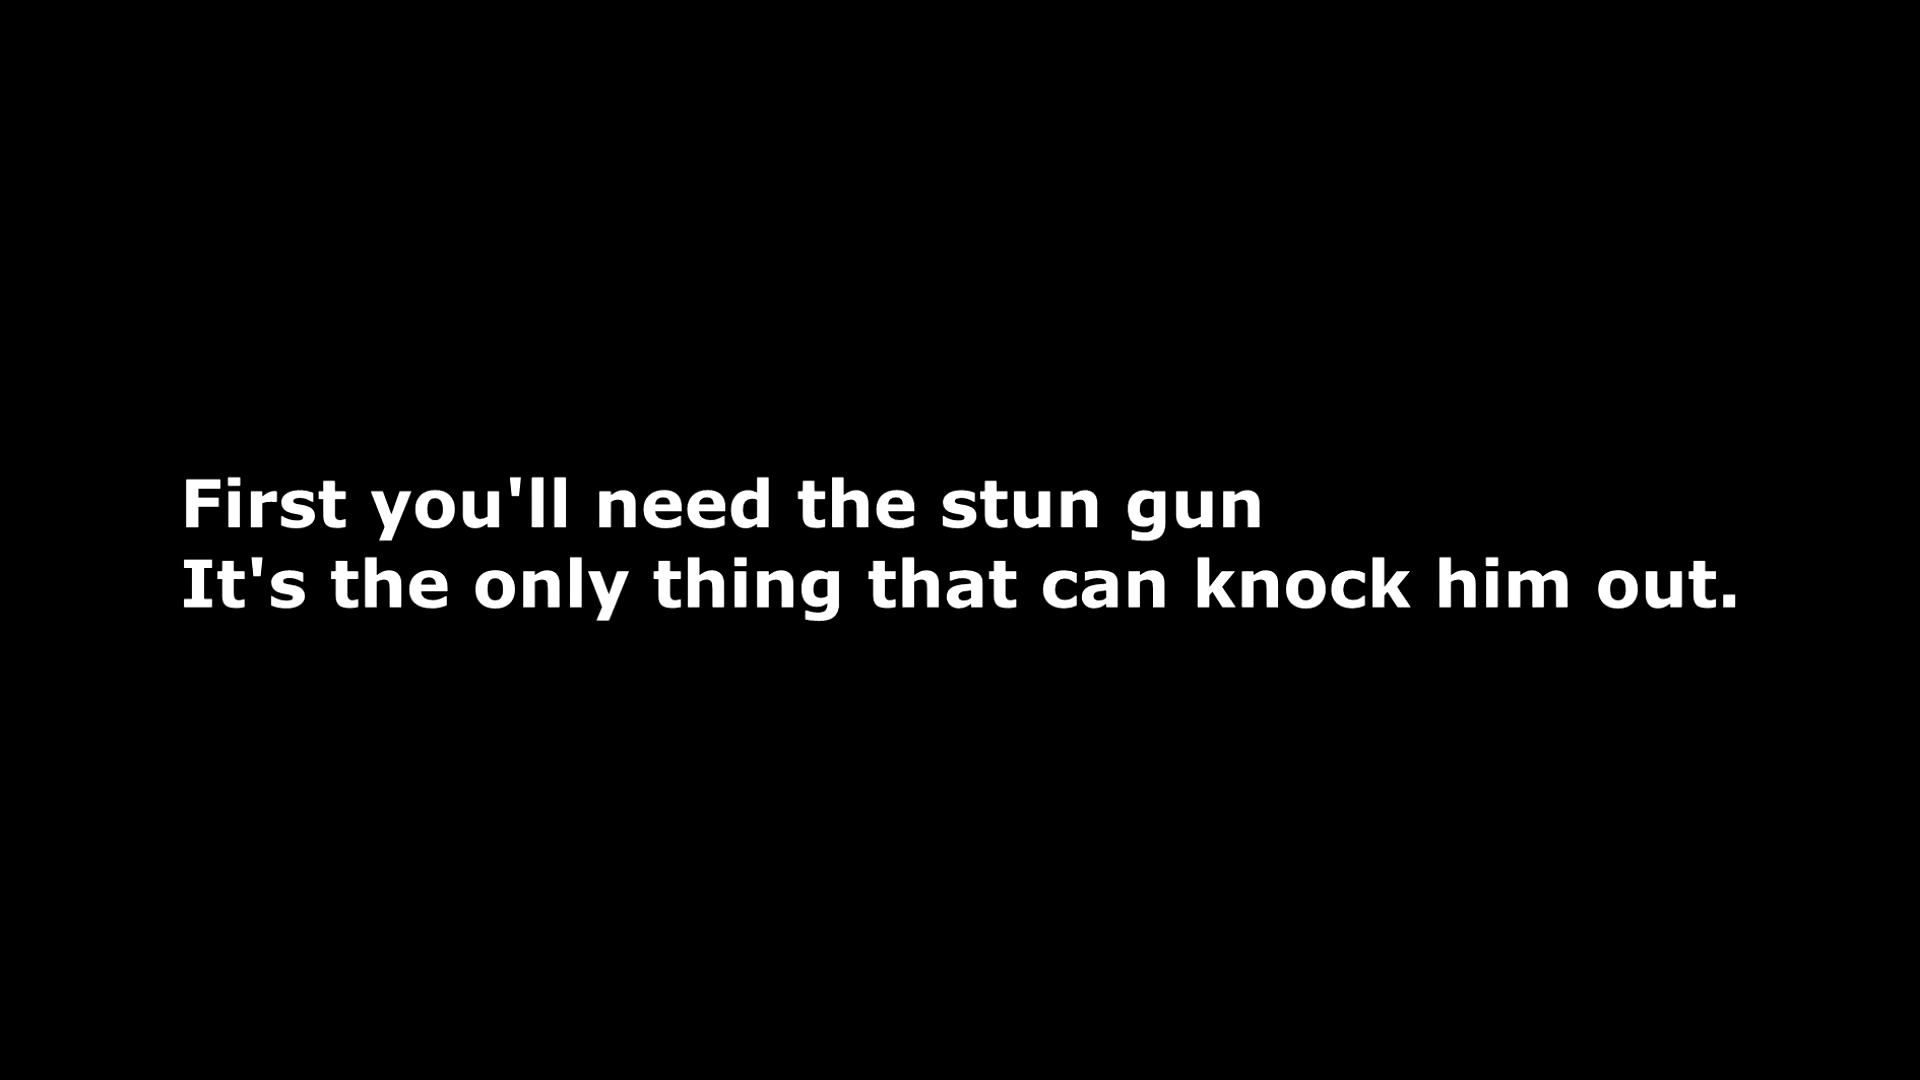 First you'll need the stun gun
It's the only thing that can knock him out.